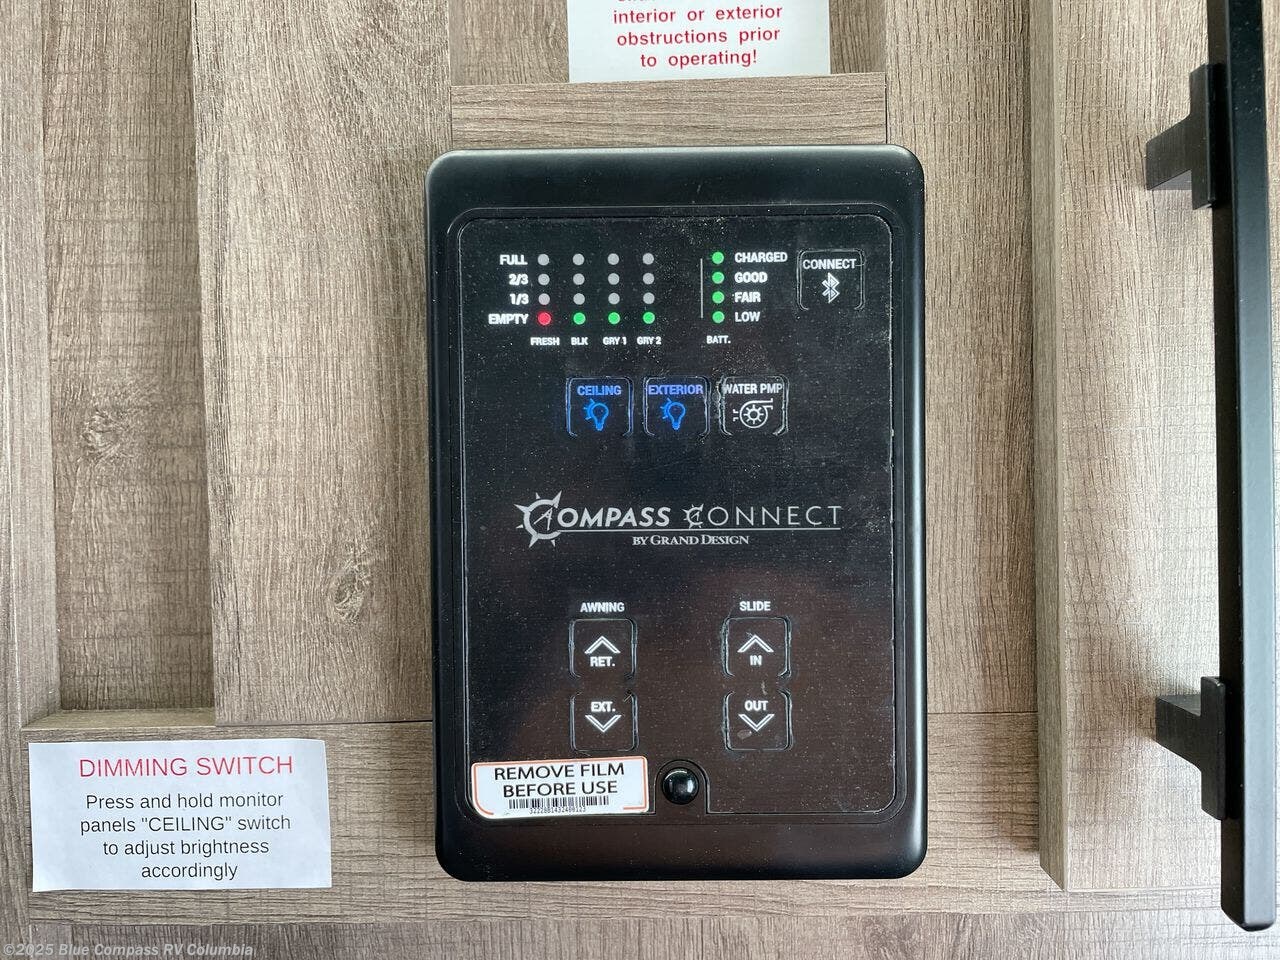 interior or exterior
obstructions prior
to operating!
FULL
2/3
1/3
EMPTY
FRESH BLK GRY 1 GRY 2
CHARGED
GOOD
FAIR
LOW
BATT.
CONNECT
CEILING EXTERIOR WATER PMP
COMPASS CONNECT
BY GRAND DESIGN
AWNING SLIDE
RET. IN
EXT. OUT
REMOVE FILM
BEFORE USE
DIMMING SWITCH
Press and hold monitor
panels "CEILING" switch
to adjust brightness
accordingly
©2025 Blue Compass RV Columbia